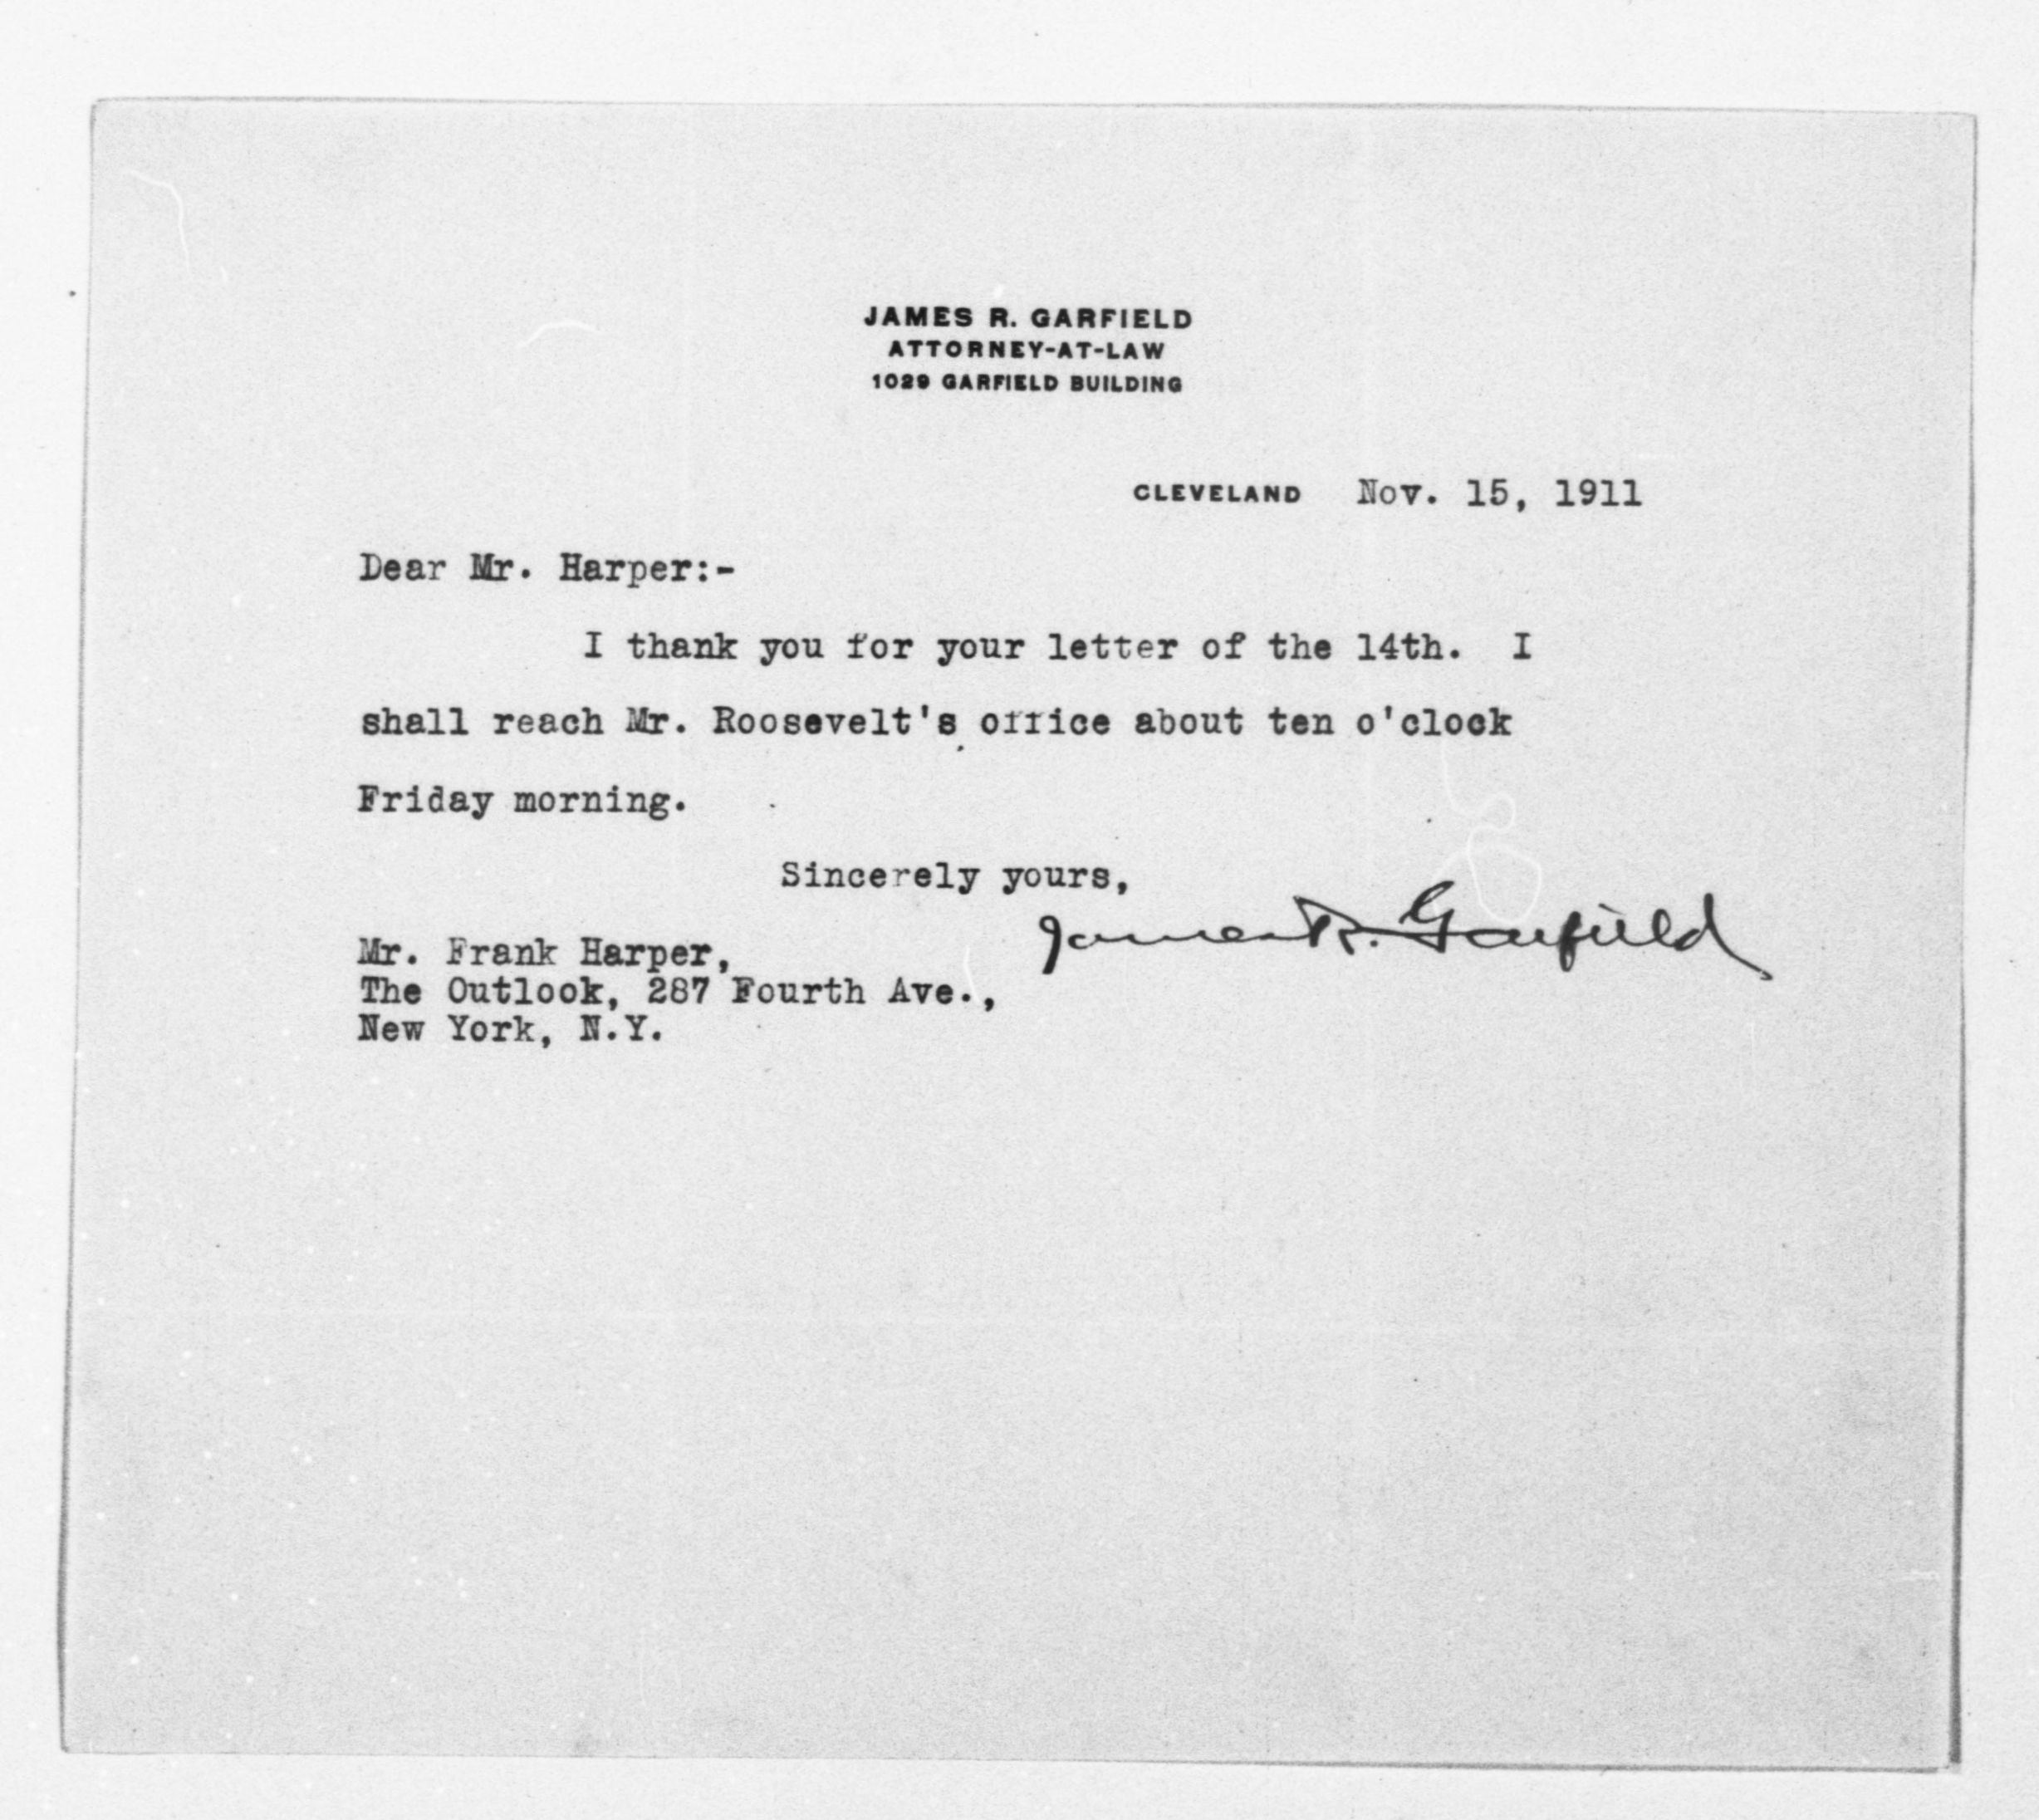 JAMES R. GARFIELD
ATTORNEY-AT-LAW
1029 GARFIELD BUILDING
CLEVELAND Nov. 15, 1911
Dear Mr. Harper:-
I thank you for your letter of the 14th. I
shall reach Mr. Roosevelt's office about ten o'clock
Friday morning.
Sincerely yours,
James R. Garfield
Mr. Frank Harper,
The Outlook, 287 Fourth Ave.,
New York, N.Y.